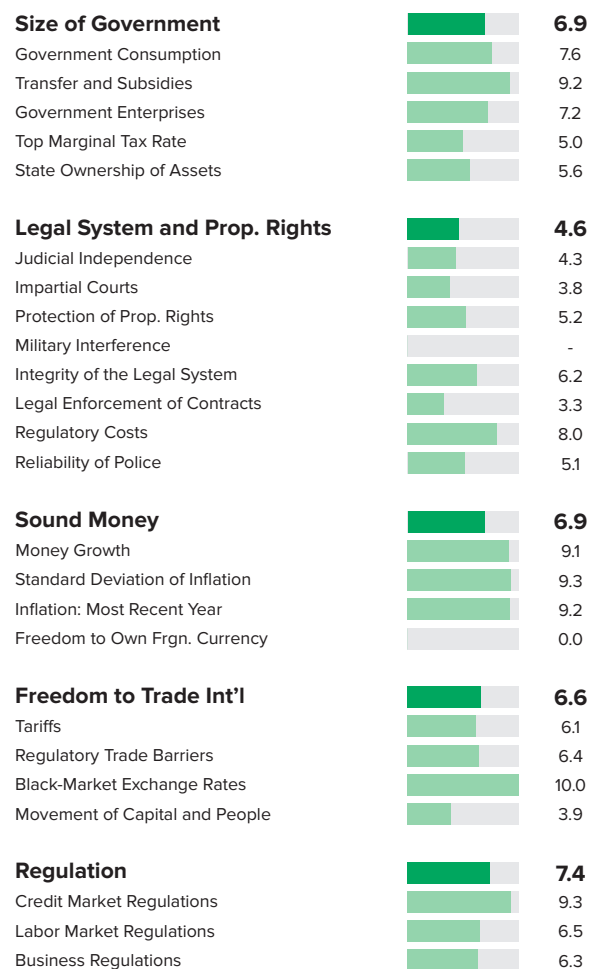 Size of Government 6.9
Government Consumption 7.6
Transfer and Subsidies 9.2
Government Enterprises 7.2
Top Marginal Tax Rate 5.0
State Ownership of Assets 5.6
Legal System and Prop. Rights 4.6
Judicial Independence 4.3
Impartial Courts 3.8
Protection of Prop. Rights 5.2
Military Interference -
Integrity of the Legal System 6.2
Legal Enforcement of Contracts 3.3
Regulatory Costs 8.0
Reliability of Police 5.1
Sound Money 6.9
Money Growth 9.1
Standard Deviation of Inflation 9.3
Inflation: Most Recent Year 9.2
Freedom to Own Frgn. Currency 0.0
Freedom to Trade Int’l 6.6
Tariffs 6.1
Regulatory Trade Barriers 6.4
Black-Market Exchange Rates 10.0
Movement of Capital and People 3.9
Regulation 7.4
Credit Market Regulations 9.3
Labor Market Regulations 6.5
Business Regulations 6.3